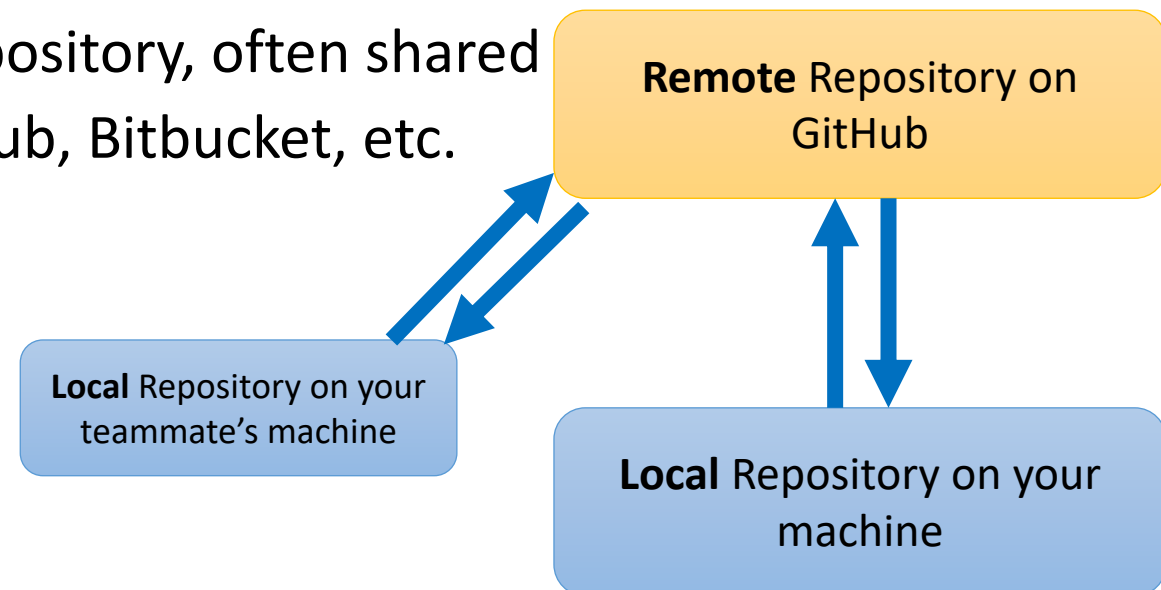 pository, often shared
ub, Bitbucket, etc.
Remote Repository on
GitHub
Local Repository on your
teammate’s machine
Local Repository on your
machine